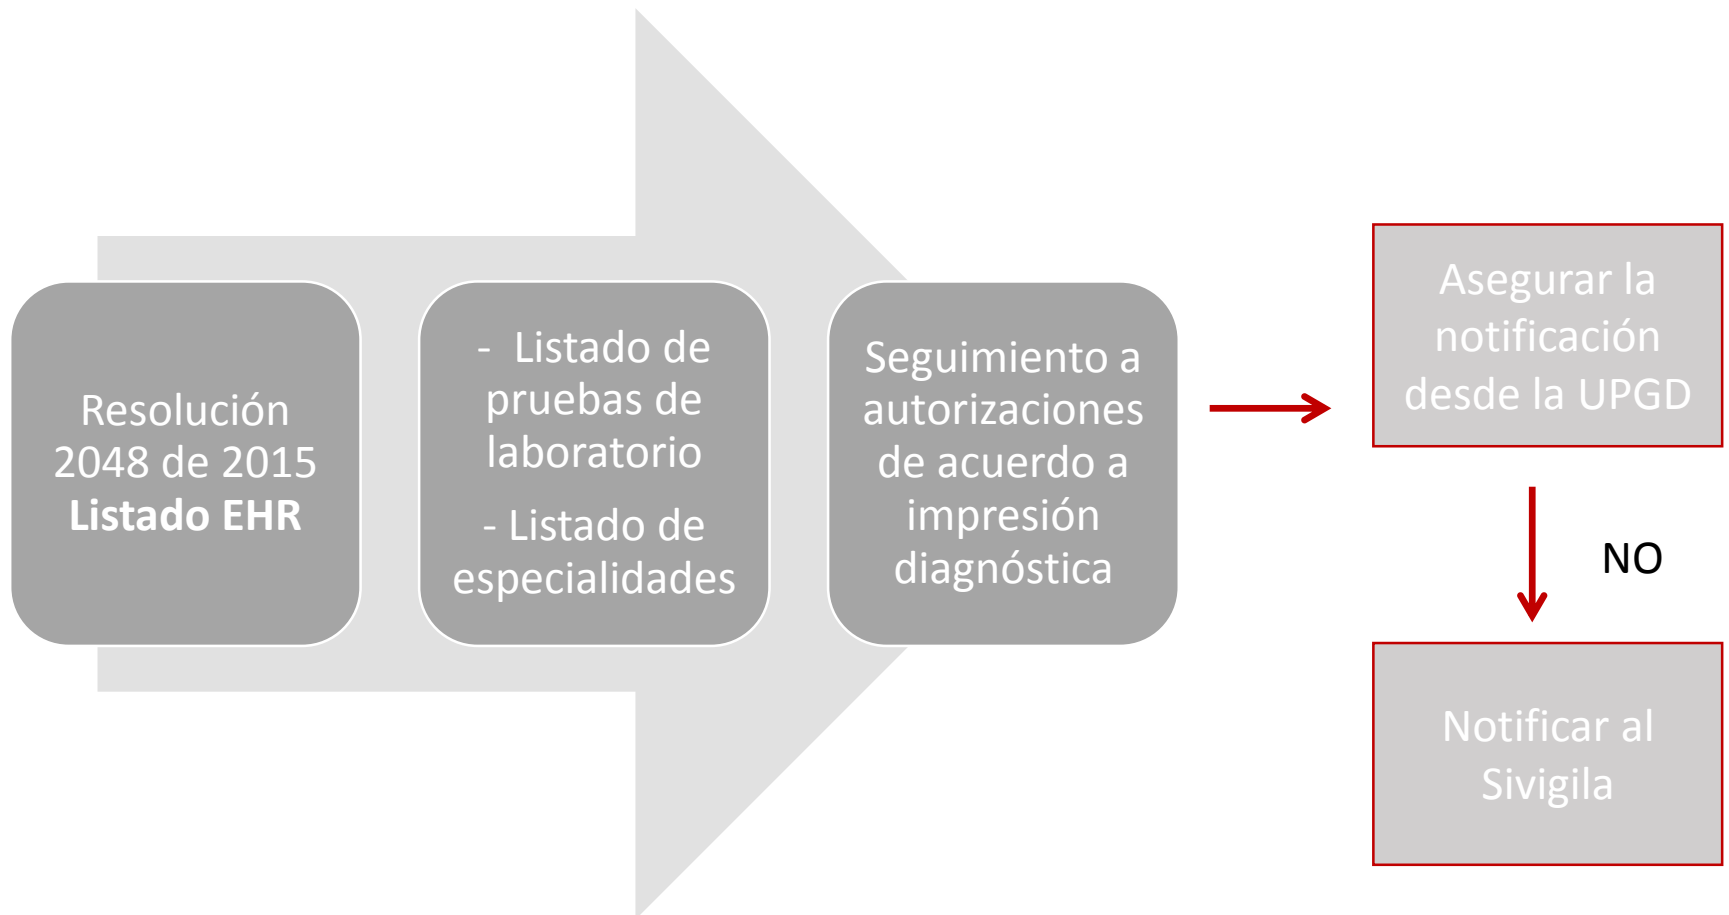 Resolución
2048 de 2015
Listado EHR
- Listado de
pruebas de
laboratorio
- Listado de
especialidades
Seguimiento a
autorizaciones
de acuerdo a
impresión
diagnóstica
Asegurar la
notificación
desde la UPGD
NO
Notificar al
Sivigila